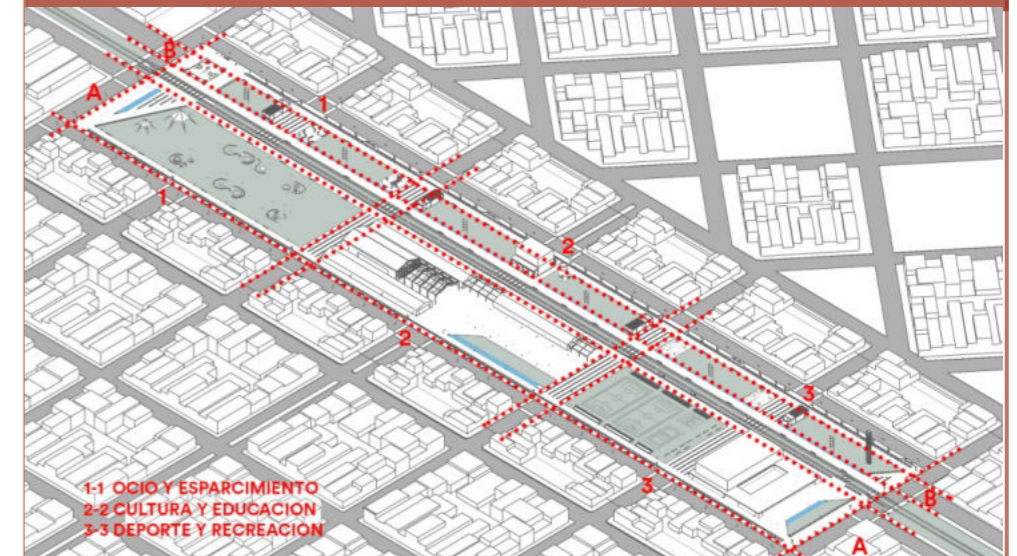 B
A
1
1
2
2
3
3
B
A
1-1 OCIO Y ESPARCIMIENTO
2-2 CULTURA Y EDUCACION
3-3 DEPORTE Y RECREACION